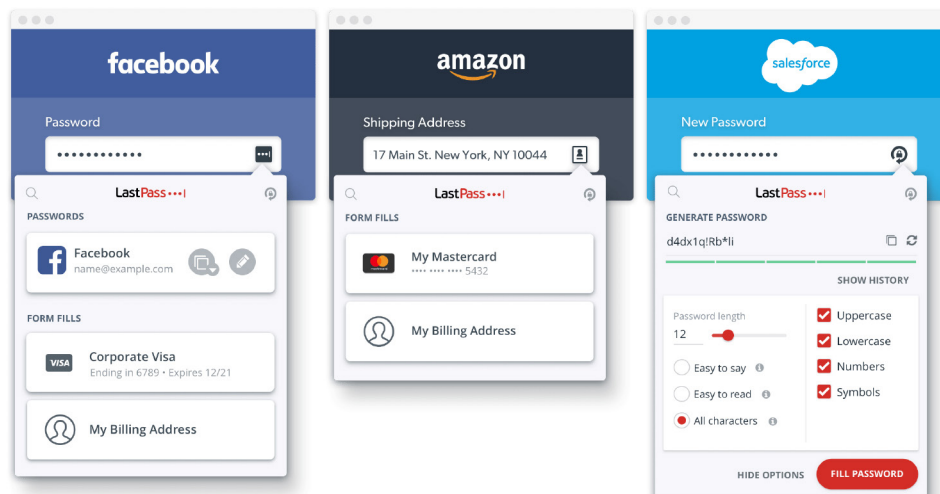 facebook
Password
••••••••••••
LastPass•••|
PASSWORDS
Facebook
name@example.com
FORM FILLS
VISA
Corporate Visa
Ending in 6789 • Expires 12/21
My Billing Address
amazon
Shipping Address
17 Main St. New York, NY 10044
LastPass•••|
FORM FILLS
My Mastercard
•••• •••• •••• 5432
My Billing Address
salesforce
New Password
••••••••••••
LastPass•••|
GENERATE PASSWORD
d4dx1q!Rb*li
SHOW HISTORY
Password length
12
Easy to say
Easy to read
All characters
Uppercase
Lowercase
Numbers
Symbols
HIDE OPTIONS
FILL PASSWORD